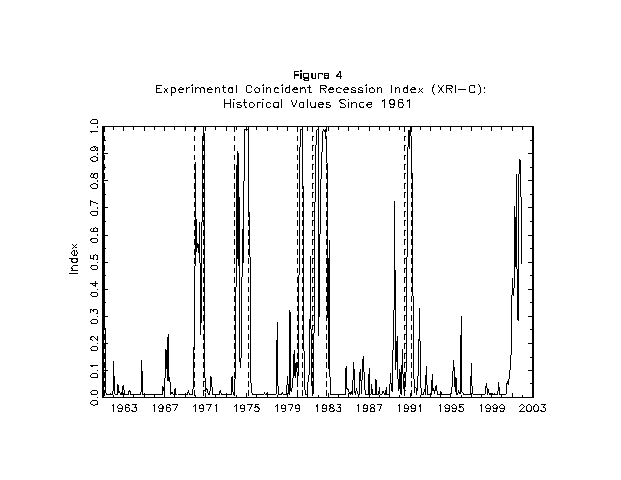 Figure 4
Experimental Coincident Recession Index (XRI-C):
Historical Values Since 1961
Index
1.0
0.9
0.8
0.7
0.6
0.5
0.4
0.3
0.2
0.1
0.0
1963 1967 1971 1975 1979 1983 1987 1991 1995 1999 2003